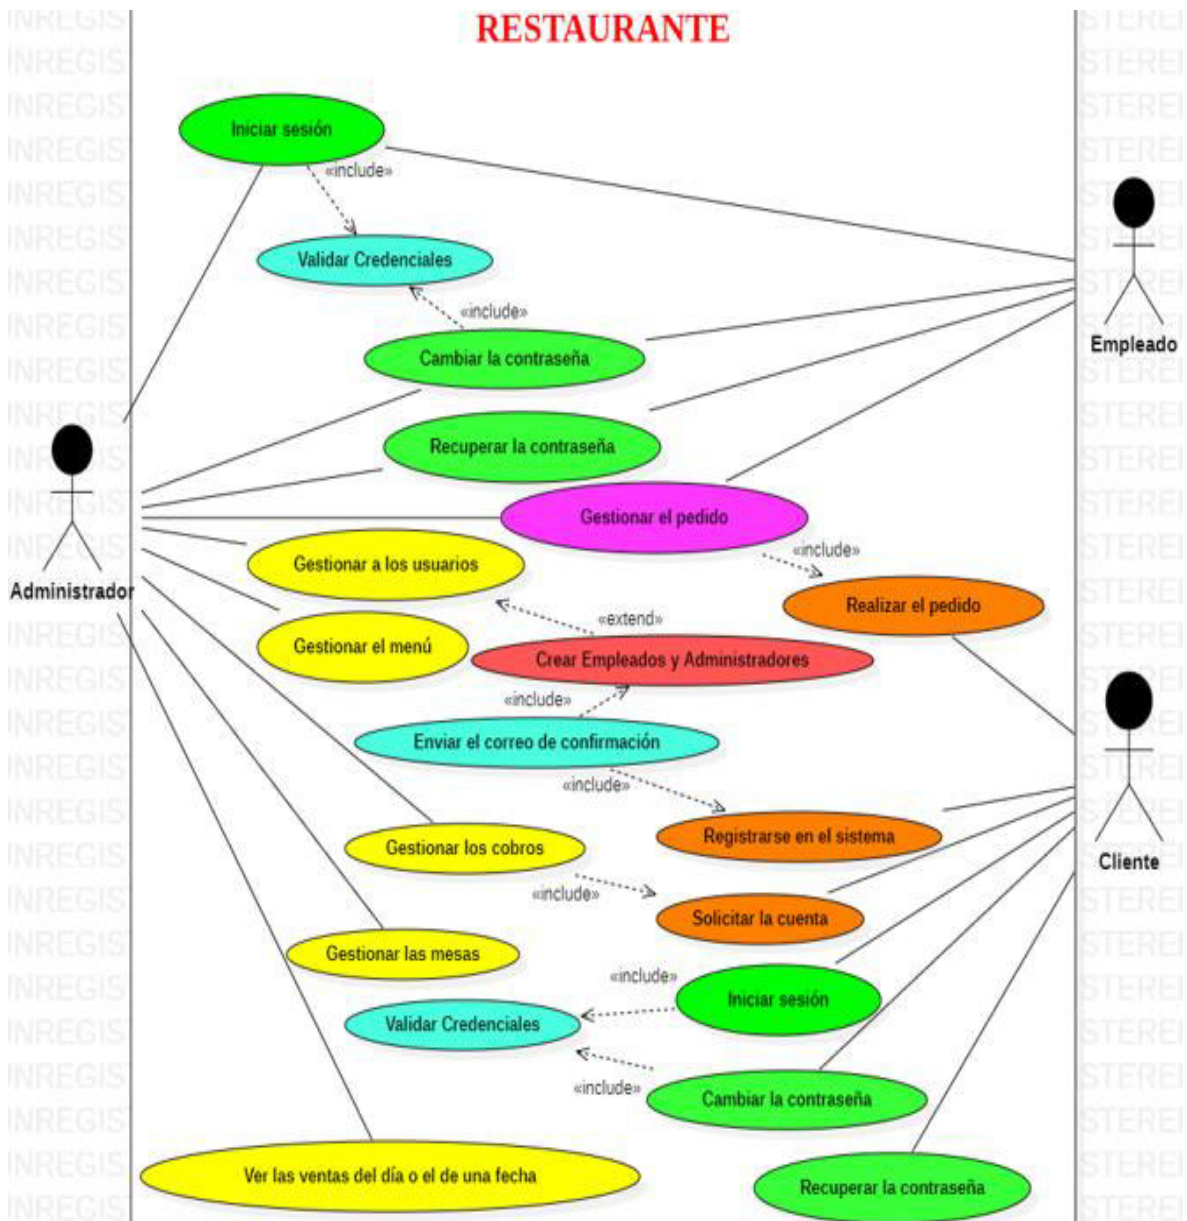 RESTAURANTE
Iniciar sesión
«include»
Validar Credenciales
«include»
Cambiar la contraseña
Empleado
Recuperar la contraseña
Gestionar el pedido
«include»
Gestionar a los usuarios
Administrador
Realizar el pedido
«extend»
Gestionar el menú
Crear Empleados y Administradores
«include»
Enviar el correo de confirmación
«include»
Registrarse en el sistema
Gestionar los cobros
Cliente
«include»
Solicitar la cuenta
Gestionar las mesas
«include»
Iniciar sesión
Validar Credenciales
«include»
Cambiar la contraseña
Ver las ventas del día o el de una fecha
Recuperar la contraseña